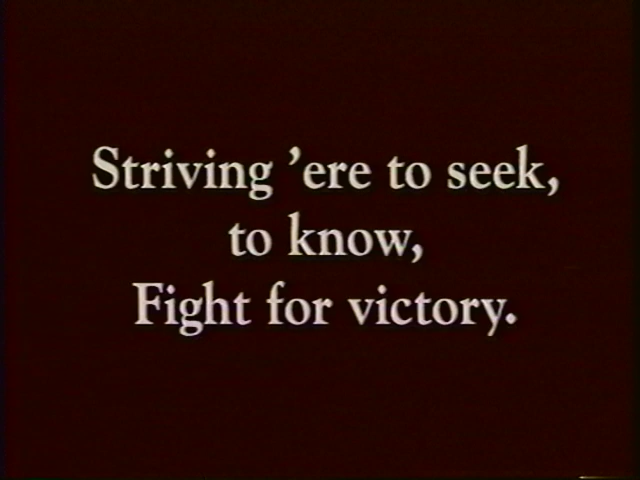 Striving ’ere to seek,
to know,
Fight for victory.